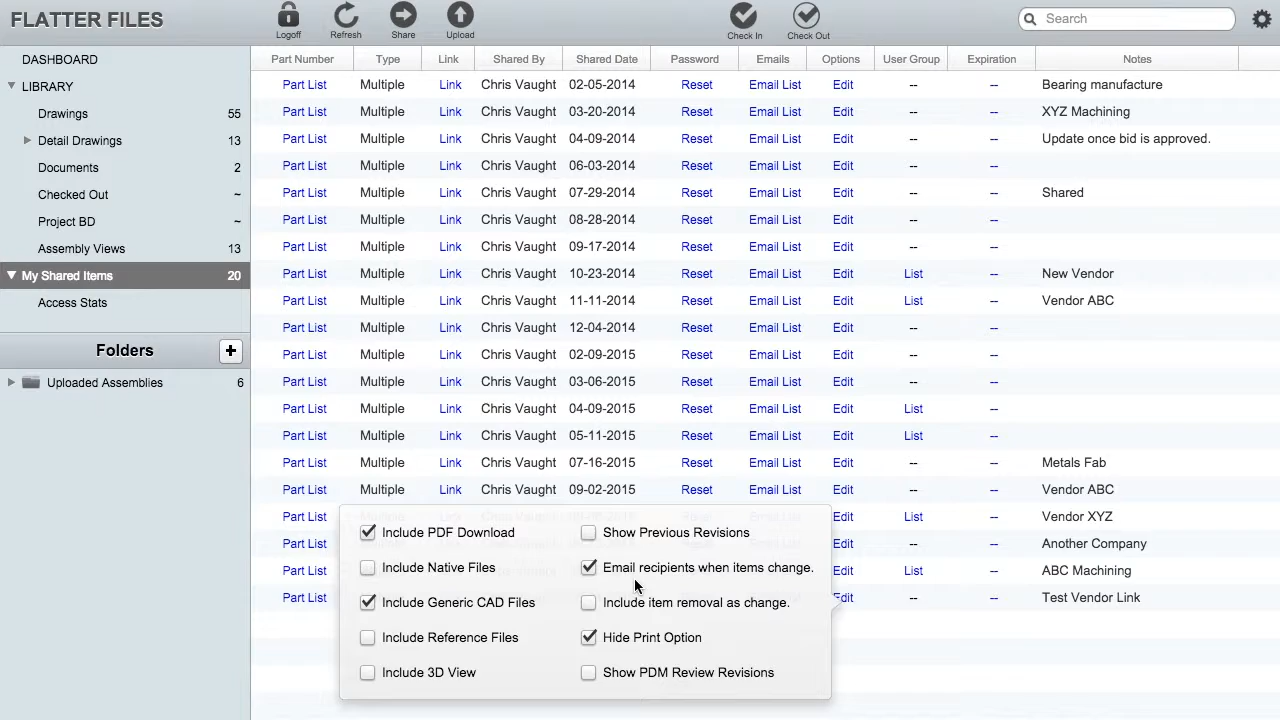 FLATTER FILES
Logoff Refresh Share Upload Check In Check Out Search
DASHBOARD
LIBRARY
Drawings 55
Detail Drawings 13
Documents 2
Checked Out ~
Project BD ~
Assembly Views 13
My Shared Items 20
Access Stats
Folders +
Uploaded Assemblies 6
Part Number Type Link Shared By Shared Date Password Emails Options User Group Expiration Notes
Part List Multiple Link Chris Vaught 02-05-2014 Reset Email List Edit -- -- Bearing manufacture
Part List Multiple Link Chris Vaught 03-20-2014 Reset Email List Edit -- -- XYZ Machining
Part List Multiple Link Chris Vaught 04-09-2014 Reset Email List Edit -- -- Update once bid is approved.
Part List Multiple Link Chris Vaught 06-03-2014 Reset Email List Edit -- --
Part List Multiple Link Chris Vaught 07-29-2014 Reset Email List Edit -- -- Shared
Part List Multiple Link Chris Vaught 08-28-2014 Reset Email List Edit -- --
Part List Multiple Link Chris Vaught 09-17-2014 Reset Email List Edit -- --
Part List Multiple Link Chris Vaught 10-23-2014 Reset Email List Edit List -- New Vendor
Part List Multiple Link Chris Vaught 11-11-2014 Reset Email List Edit List -- Vendor ABC
Part List Multiple Link Chris Vaught 12-04-2014 Reset Email List Edit -- --
Part List Multiple Link Chris Vaught 02-09-2015 Reset Email List Edit -- --
Part List Multiple Link Chris Vaught 03-06-2015 Reset Email List Edit -- --
Part List Multiple Link Chris Vaught 04-09-2015 Reset Email List Edit List --
Part List Multiple Link Chris Vaught 05-11-2015 Reset Email List Edit List --
Part List Multiple Link Chris Vaught 07-16-2015 Reset Email List Edit -- -- Metals Fab
Part List Multiple Link Chris Vaught 09-02-2015 Reset Email List Edit -- -- Vendor ABC
Part List Edit List -- Vendor XYZ
Part List Edit -- -- Another Company
Part List Edit List -- ABC Machining
Part List Edit -- -- Test Vendor Link
Include PDF Download Show Previous Revisions
Include Native Files Email recipients when items change.
Include Generic CAD Files Include item removal as change.
Include Reference Files Hide Print Option
Include 3D View Show PDM Review Revisions